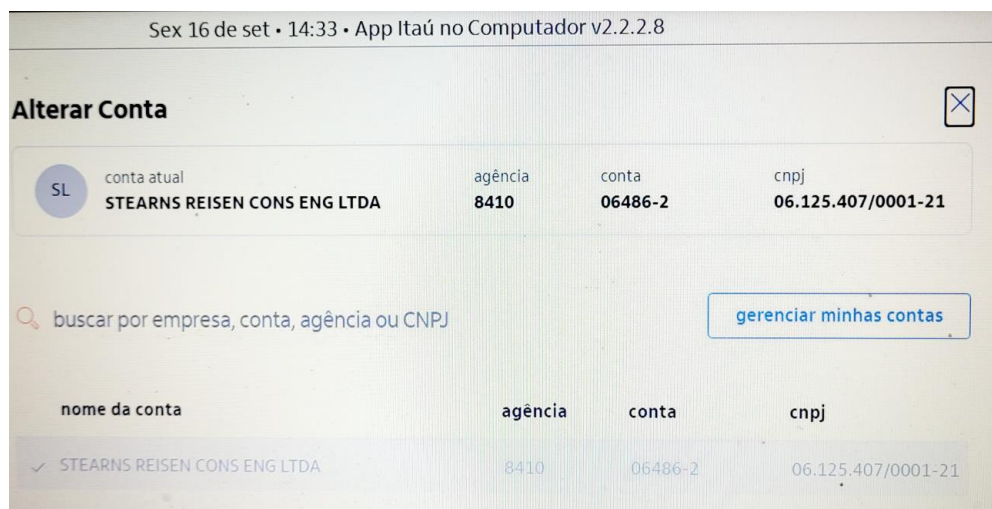 Sex 16 de set • 14:33 • App Itaú no Computador v2.2.2.8
Alterar Conta
SL
conta atual agência conta cnpj
STEARNS REISEN CONS ENG LTDA 8410 06486-2 06.125.407/0001-21
buscar por empresa, conta, agência ou CNPJ
gerenciar minhas contas
nome da conta agência conta cnpj
STEARNS REISEN CONS ENG LTDA 8410 06486-2 06.125.407/0001-21